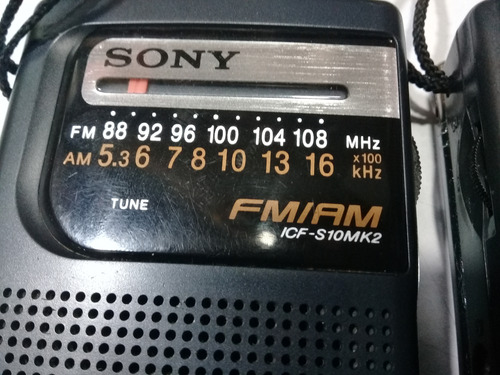 SONY
FM 88 92 96 100 104 108 MHz
AM 5.3 6 7 8 10 13 16 x100 kHz
TUNE
FM/AM
ICF-S10MK2